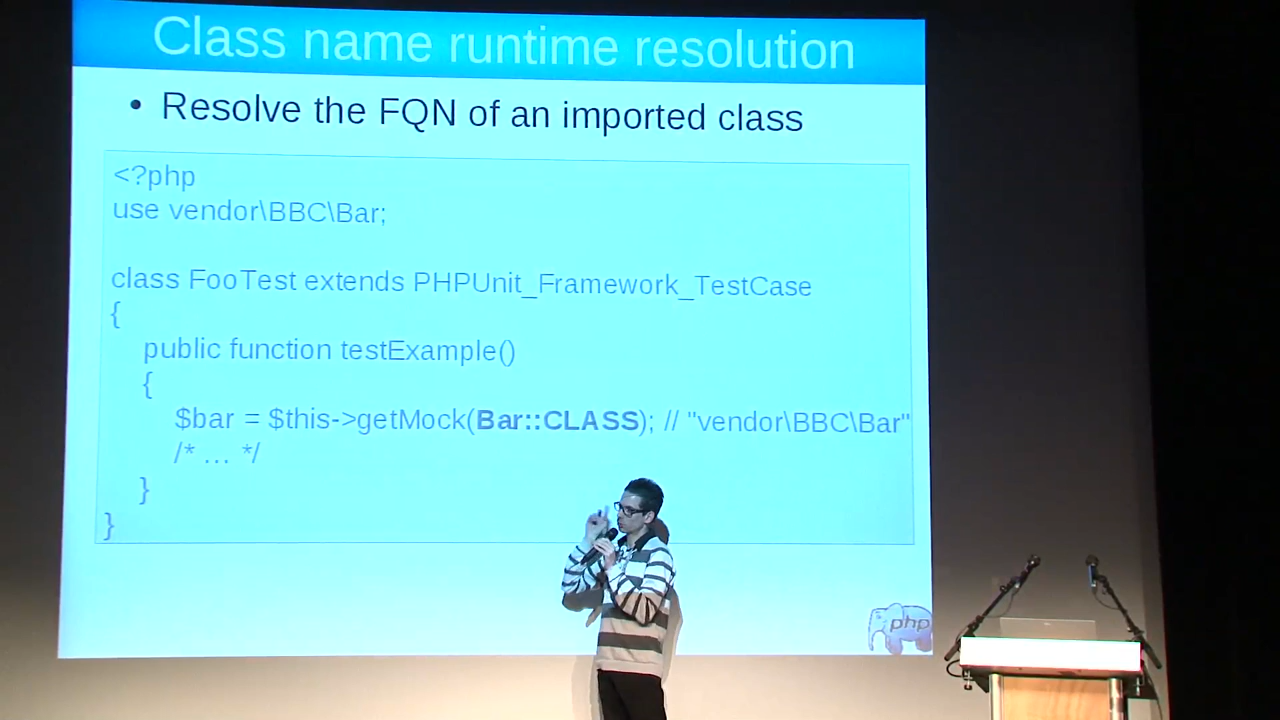 Class name runtime resolution
• Resolve the FQN of an imported class
<?php
use vendor\BBC\Bar;
class FooTest extends PHPUnit_Framework_TestCase
{
public function testExample()
{
$bar = $this->getMock(Bar::CLASS); // "vendor\BBC\Bar"
/* … */
}
}
php